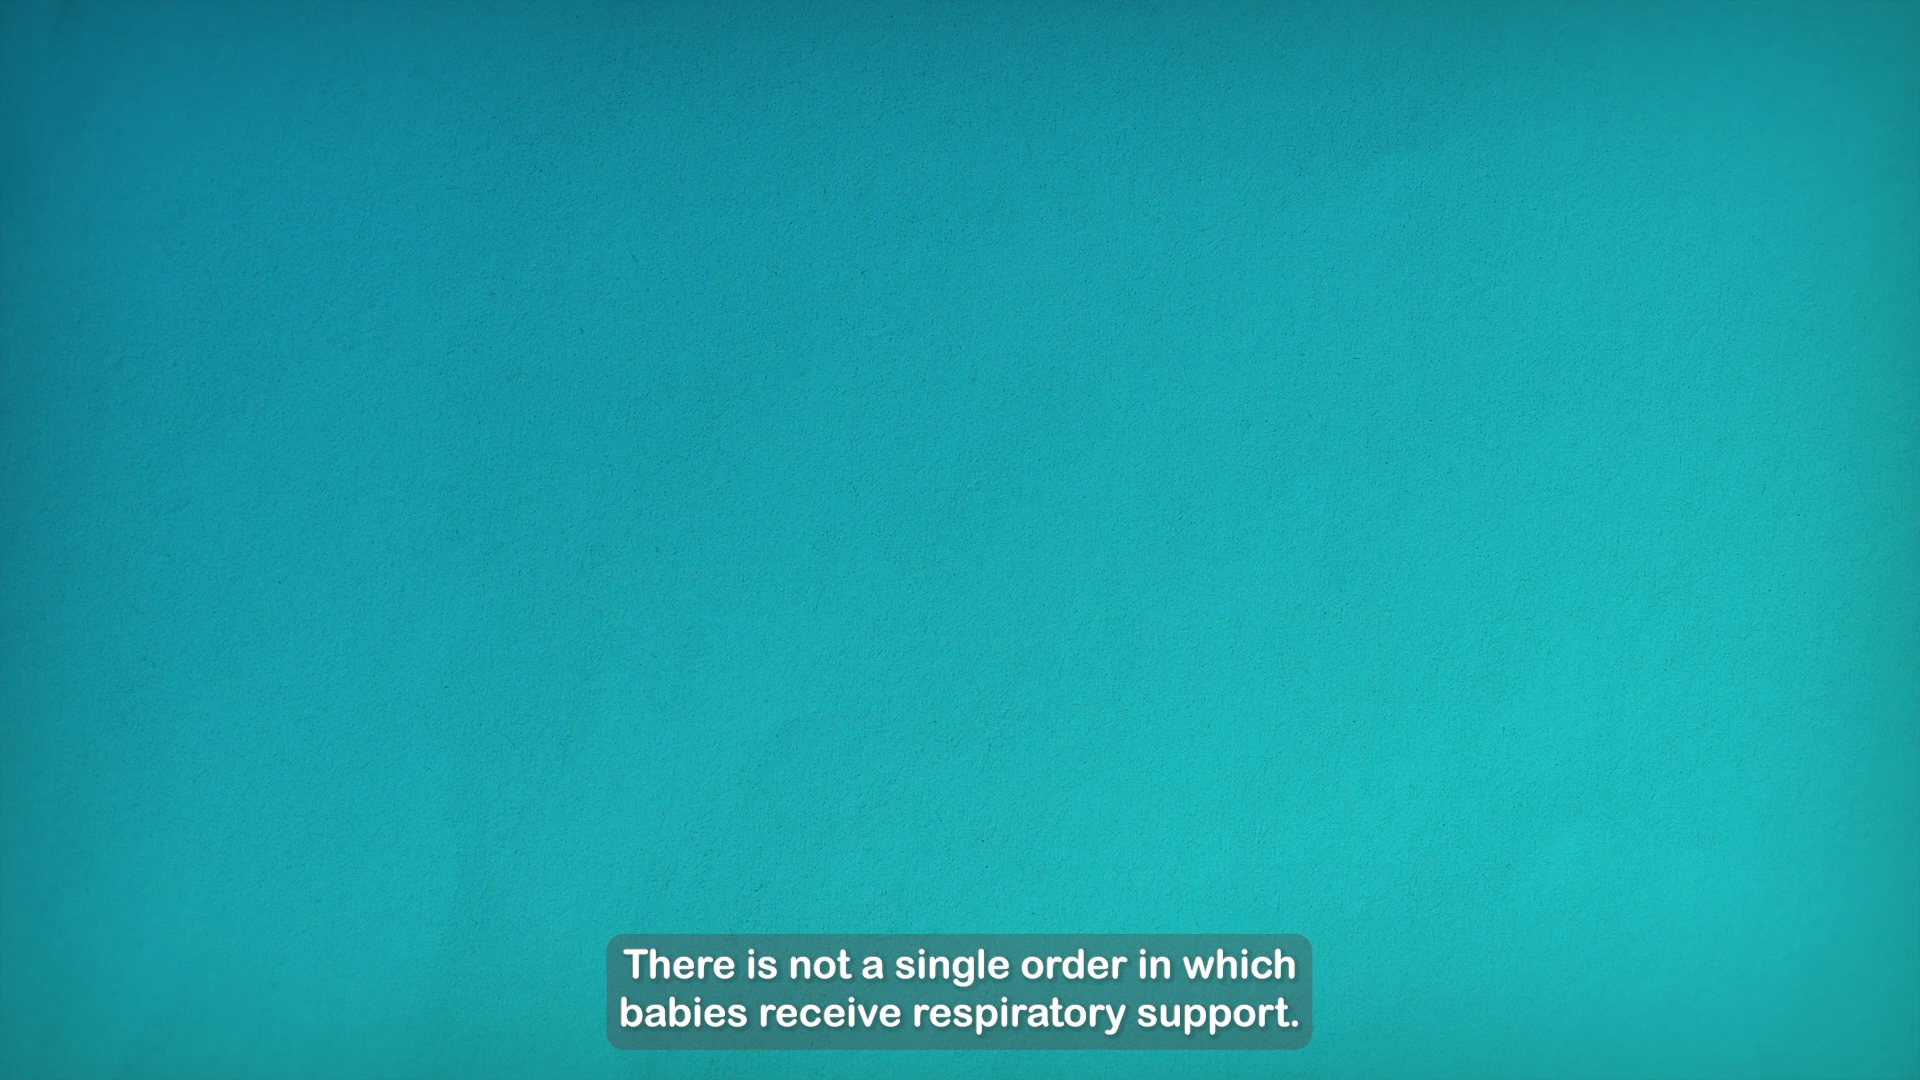 There is not a single order in which
babies receive respiratory support.